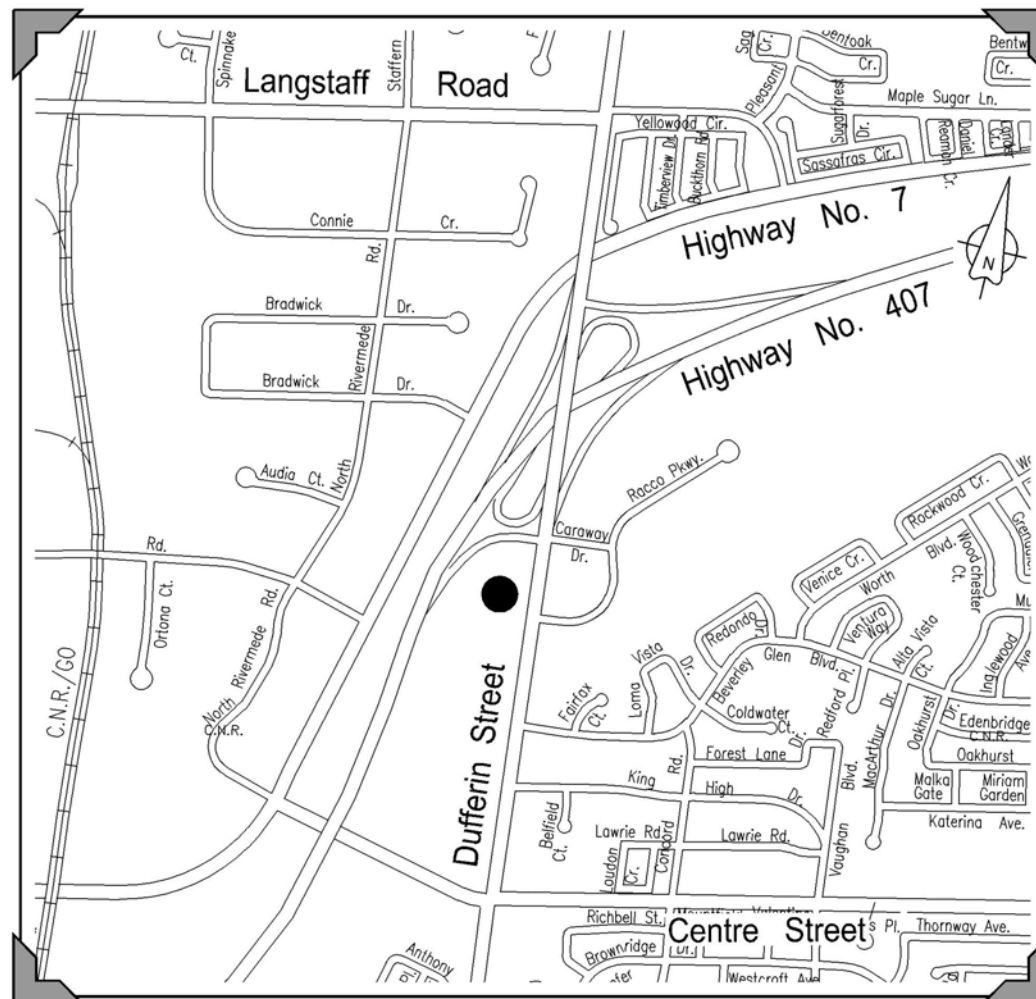 Ct.
Spinnake
Staffern
Langstaff Road
Bentoak
Cr.
Cr.
Bentw
Cr.
Pleasant
Maple Sugar Ln.
Yellowood Cir.
Timberview Dr.
Buckthorn Rd
Sugarforest
Dr.
Reaman
Cr.
Daniel
Lander
Cr.
Sassafras Cir.
Highway No. 7
N
Connie Cr.
Rd.
Highway No. 407
Bradwick Dr.
Rivermede
Bradwick Dr.
North
Audia Ct.
Racco Pkwy.
Rockwood Cr.
Caraway
Dr.
Rd.
Ortona Ct.
Venice Cr.
Worth
Blvd.
Woodchester
Ct.
C.N.R./GO
Rd.
Rivermede
North
C.N.R.
Redondo
Dr.
Ventura
Way
Alta Vista
Ct.
Inglewood
Ave
Vista
Dr.
Loma
Beverley
Glen
Blvd.
Redford Pl.
Dr.
Fairfax
Ct.
Coldwater
Ct.
MacArthur
Dr.
Oakhurst
Dr.
Edenbridge
C.N.R.
Oakhurst
Dufferin Street
Forest Lane
Rd.
Blvd.
King High Dr.
Malka
Gate
Miriam
Garden
Katerina Ave.
Belfield
Ct.
Lawrie Rd.
Lawrie Rd.
Concord
Loudon
Cr.
Vaughan
Richbell St.
Centre Street
s Pl.
Thornway Ave.
Brownridge
Dr.
Anthony
Westcroft Ave.